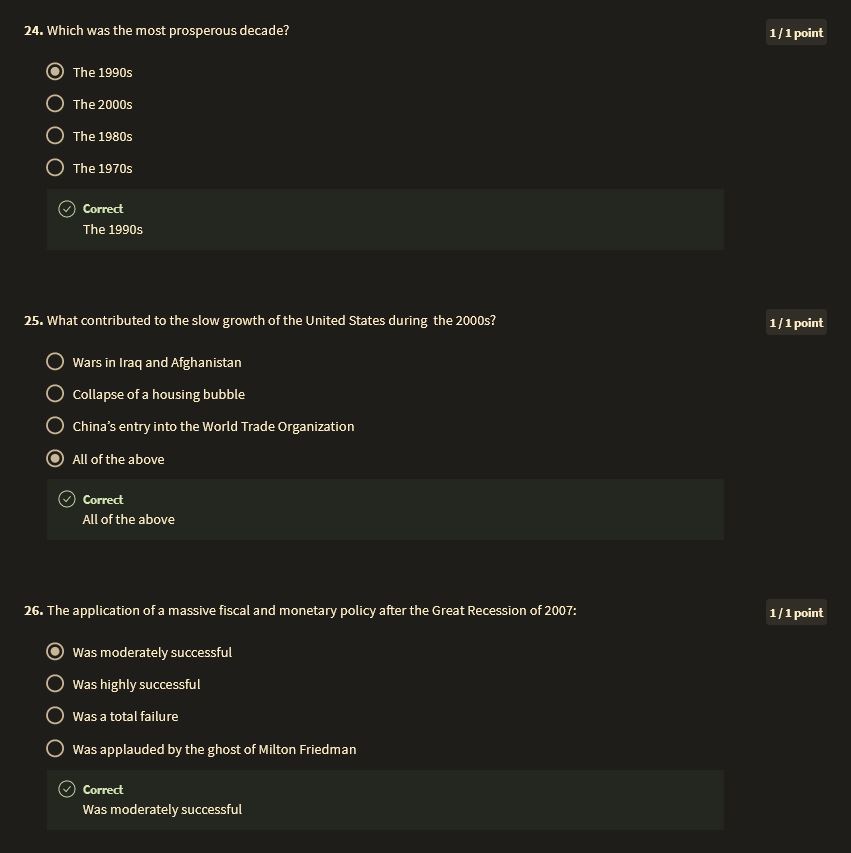 24. Which was the most prosperous decade?
1 / 1 point
The 1990s
The 2000s
The 1980s
The 1970s
Correct
The 1990s
25. What contributed to the slow growth of the United States during  the 2000s?
1 / 1 point
Wars in Iraq and Afghanistan
Collapse of a housing bubble
China’s entry into the World Trade Organization
All of the above
Correct
All of the above
26. The application of a massive fiscal and monetary policy after the Great Recession of 2007:
1 / 1 point
Was moderately successful
Was highly successful
Was a total failure
Was applauded by the ghost of Milton Friedman
Correct
Was moderately successful